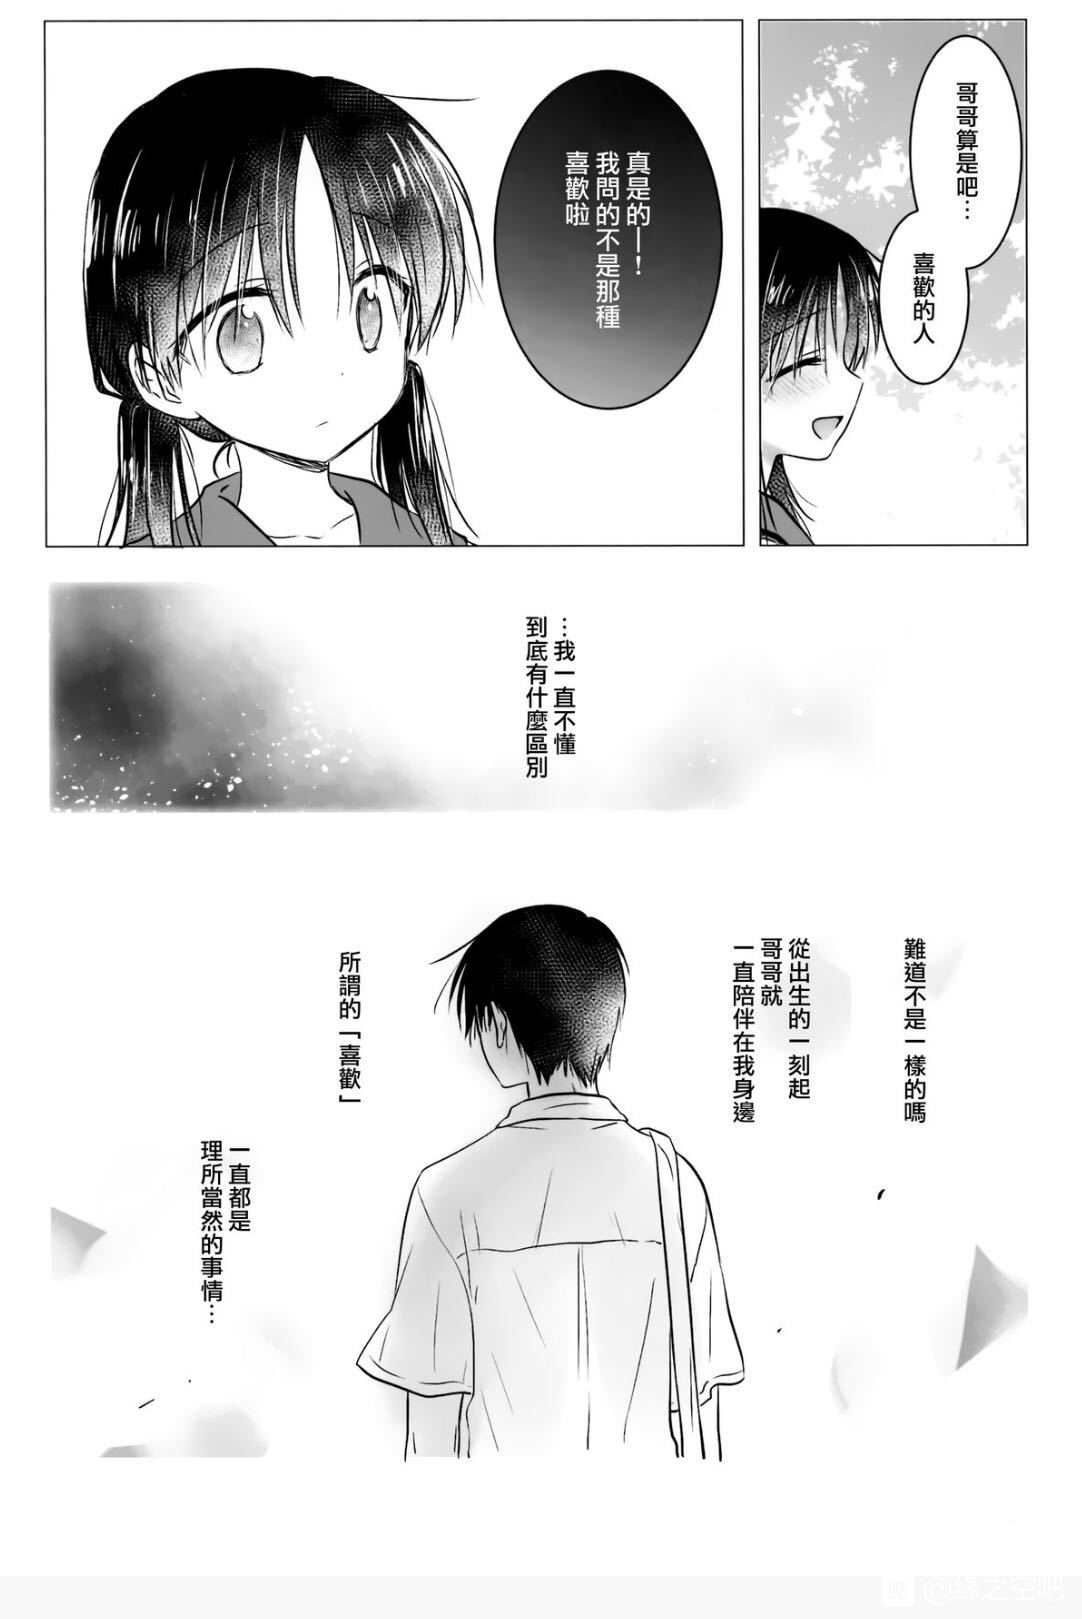 哥哥算是吧…
喜歡的人
真是的—！
我問的不是那種
喜歡啦
…我一直不懂
到底有什麼區別
難道不是一樣的嗎
從出生的一刻起
哥哥就
一直陪伴在我身邊
所謂的「喜歡」
一直都是
理所當然的事情…
貼 @缘之空吧